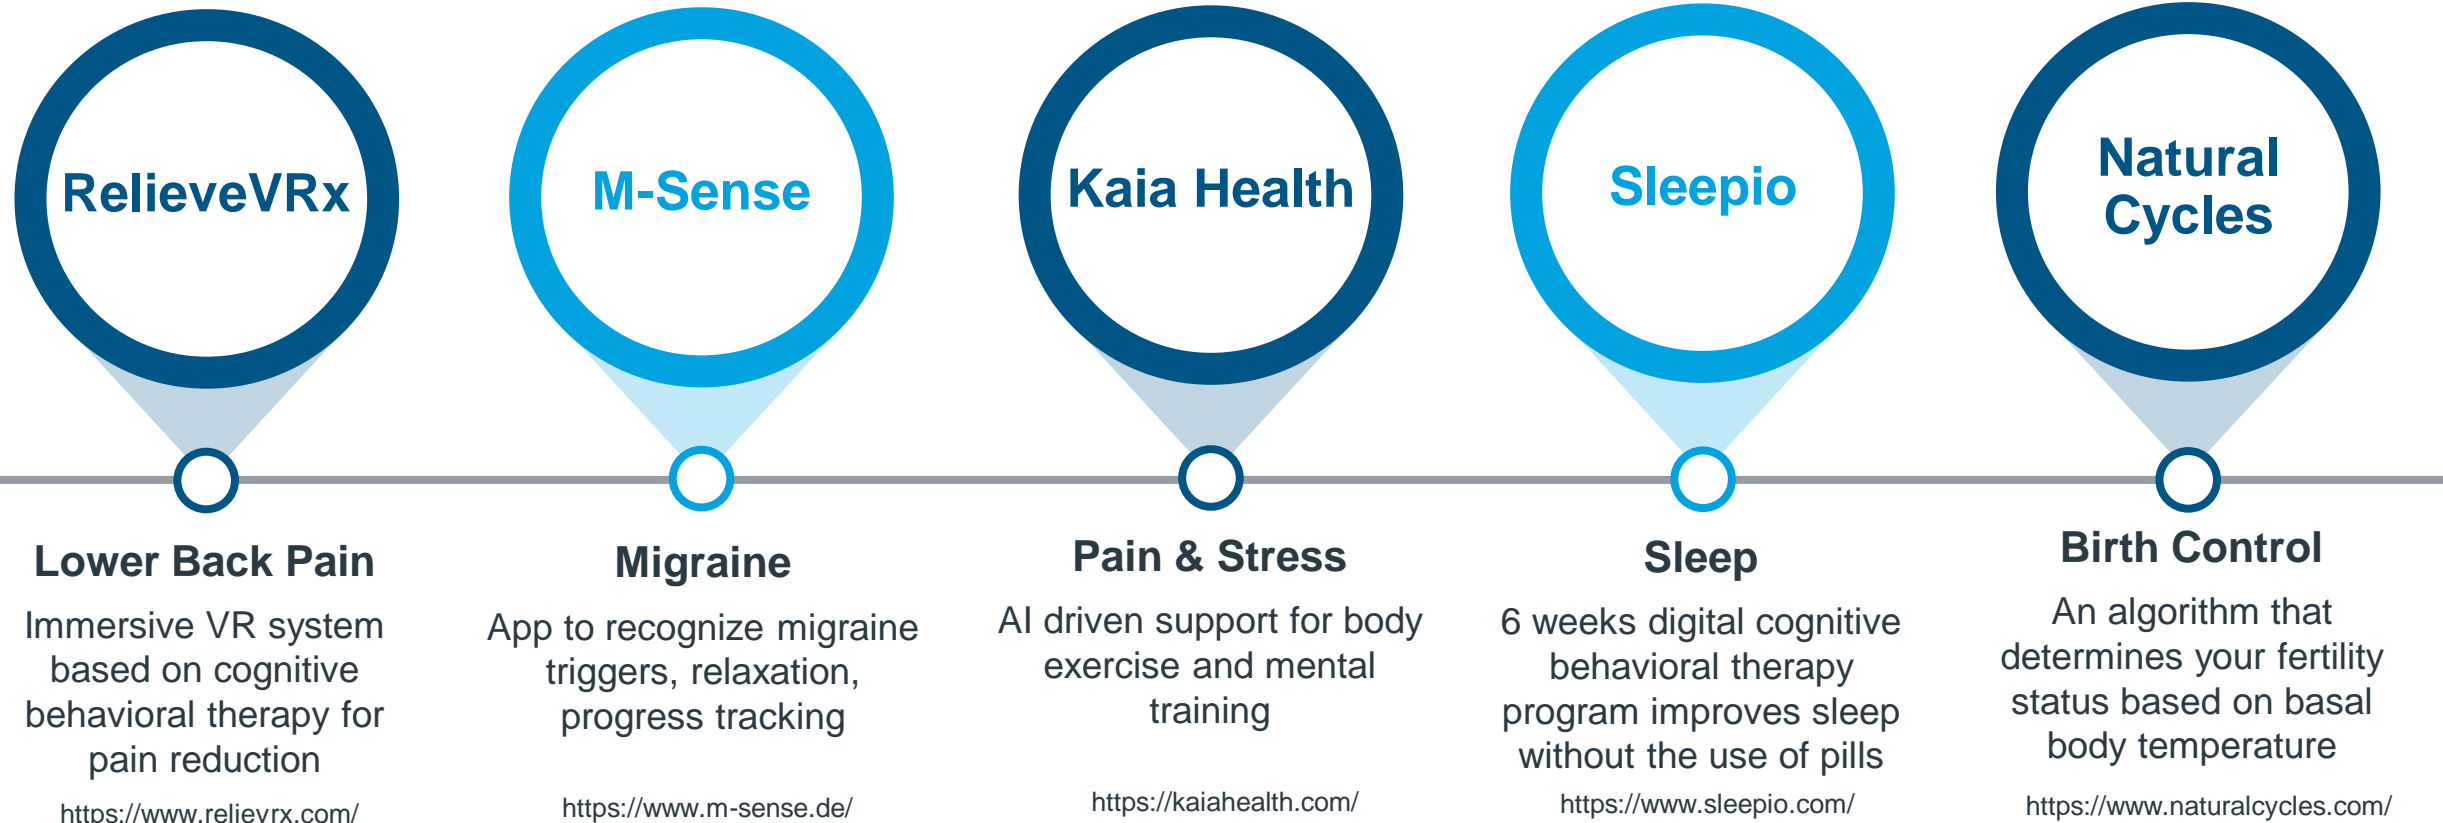 RelieveVRx
M-Sense
Kaia Health
Sleepio
Natural
Cycles
Lower Back Pain
Immersive VR system
based on cognitive
behavioral therapy for
pain reduction
https://www.relievrx.com/
Migraine
App to recognize migraine
triggers, relaxation,
progress tracking
https://www.m-sense.de/
Pain & Stress
AI driven support for body
exercise and mental
training
https://kaiahealth.com/
Sleep
6 weeks digital cognitive
behavioral therapy
program improves sleep
without the use of pills
https://www.sleepio.com/
Birth Control
An algorithm that
determines your fertility
status based on basal
body temperature
https://www.naturalcycles.com/